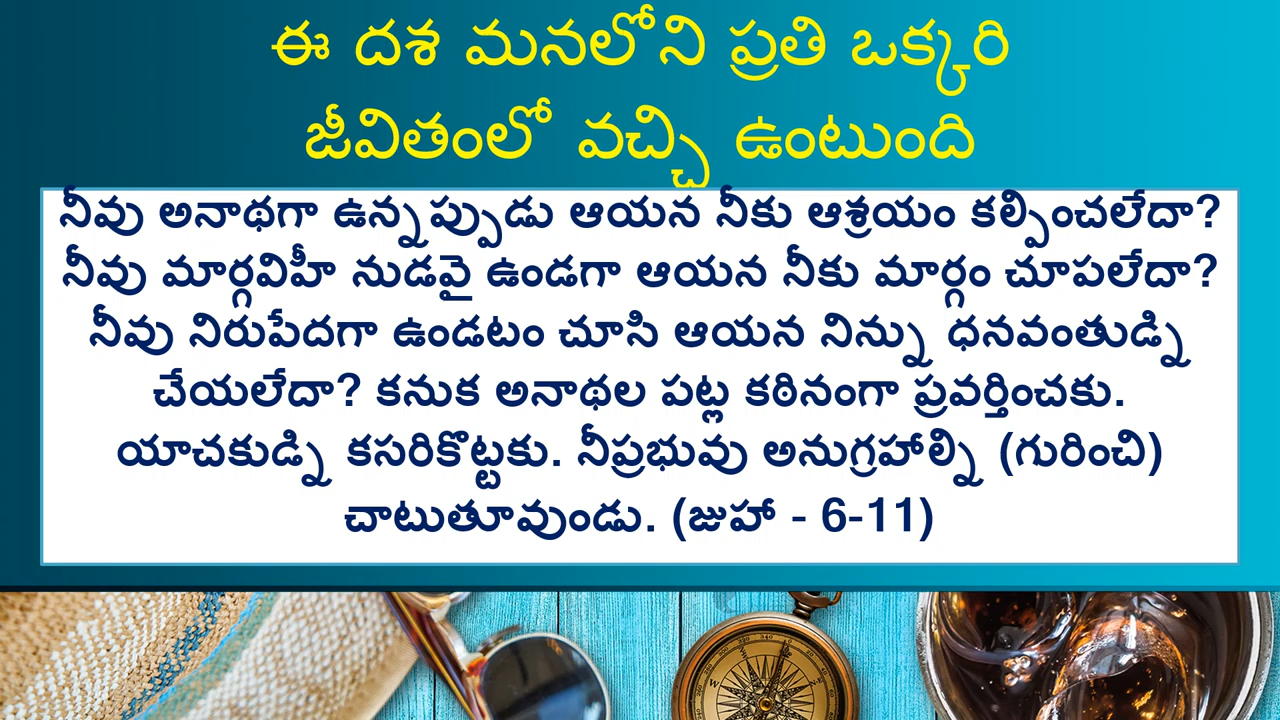 ఈ దశ మనలోని ప్రతి ఒక్కరి
జీవితంలో వచ్చి ఉంటుంది
నీవు అనాథగా ఉన్నప్పుడు ఆయన నీకు ఆశ్రయం కల్పించలేదా?
నీవు మార్గవిహీ నుడవై ఉండగా ఆయన నీకు మార్గం చూపలేదా?
నీవు నిరుపేదగా ఉండటం చూసి ఆయన నిన్ను ధనవంతుడ్ని
చేయలేదా? కనుక అనాథల పట్ల కఠినంగా ప్రవర్తించకు.
యాచకుడ్ని కసరికొట్టకు. నీప్రభువు అనుగ్రహాల్ని (గురించి)
చాటుతూవుండు. (జుహా - 6-11)